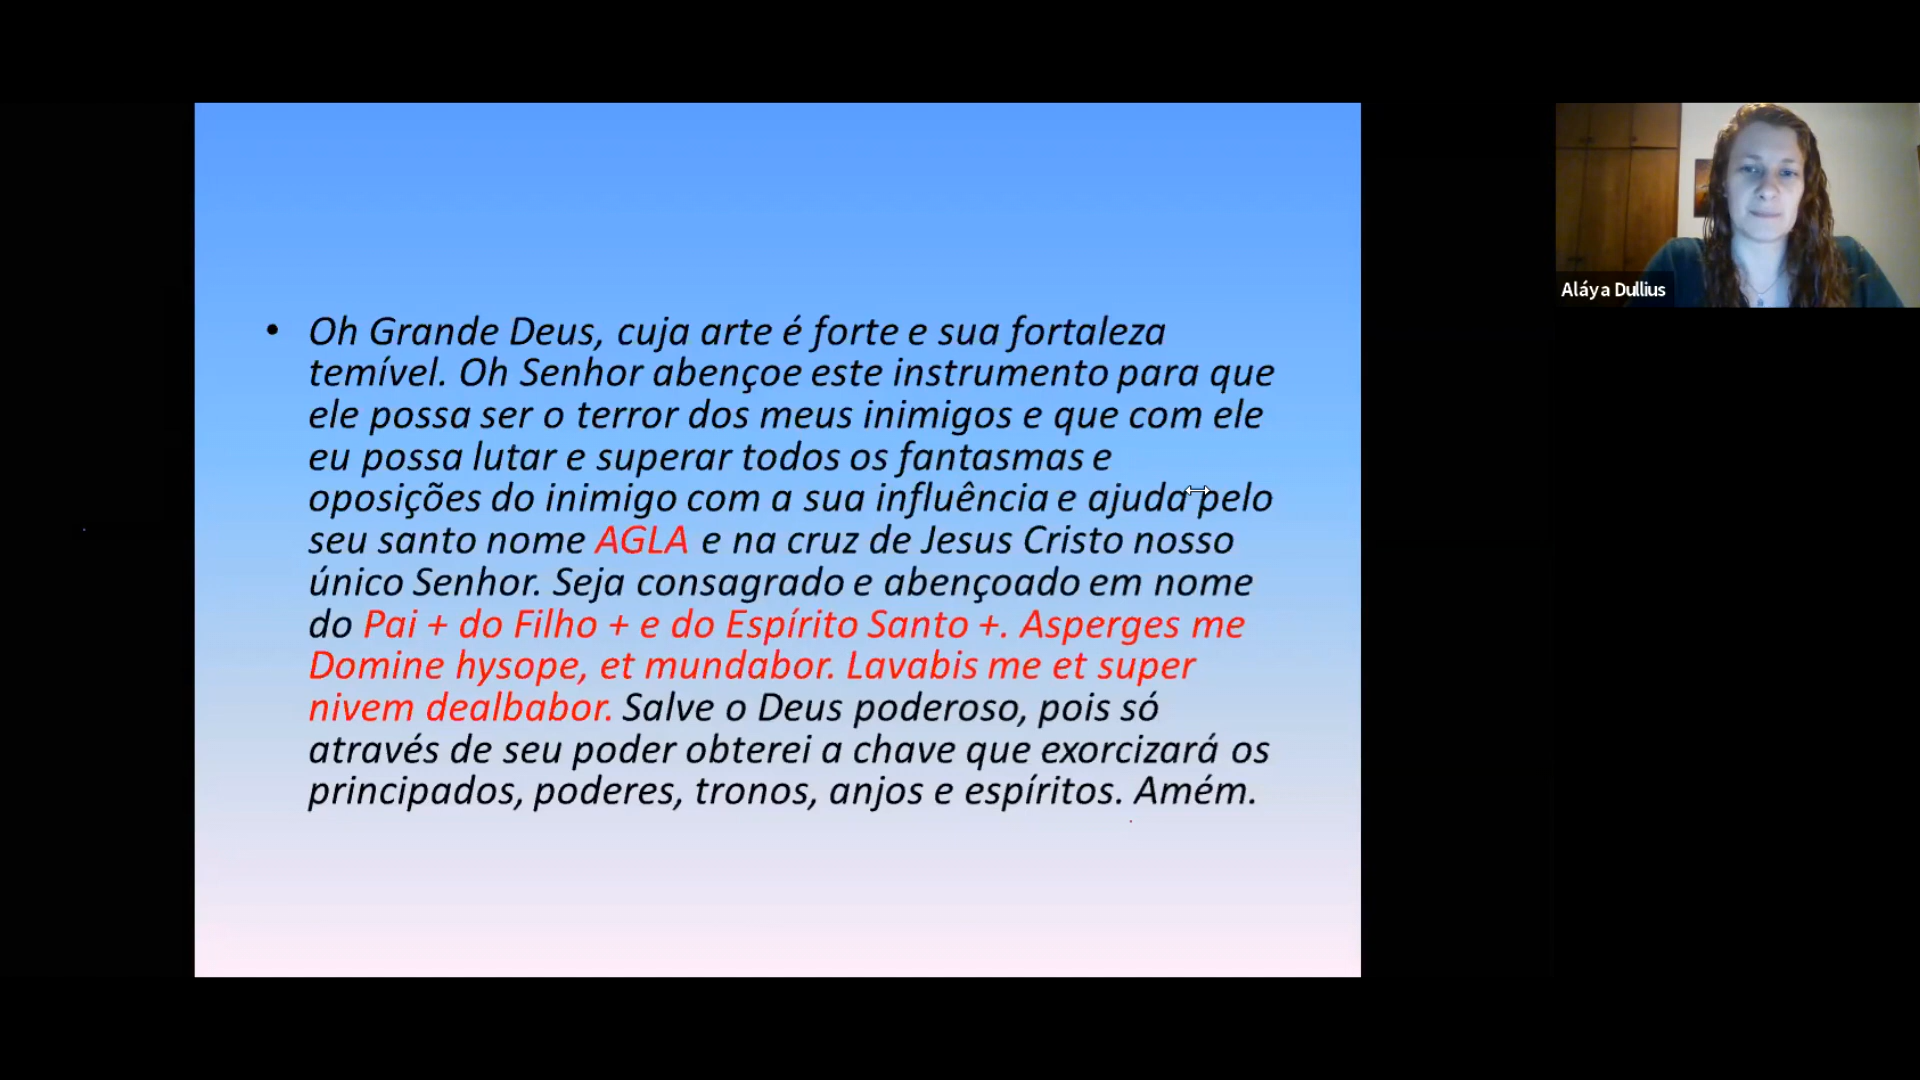 • Oh Grande Deus, cuja arte é forte e sua fortaleza
temível. Oh Senhor abençoe este instrumento para que
ele possa ser o terror dos meus inimigos e que com ele
eu possa lutar e superar todos os fantasmas e
oposições do inimigo com a sua influência e ajuda pelo
seu santo nome AGLA e na cruz de Jesus Cristo nosso
único Senhor. Seja consagrado e abençoado em nome
do Pai + do Filho + e do Espírito Santo +. Asperges me
Domine hysope, et mundabor. Lavabis me et super
nivem dealbabor. Salve o Deus poderoso, pois só
através de seu poder obterei a chave que exorcizará os
principados, poderes, tronos, anjos e espíritos. Amém.
Aláya Dullius